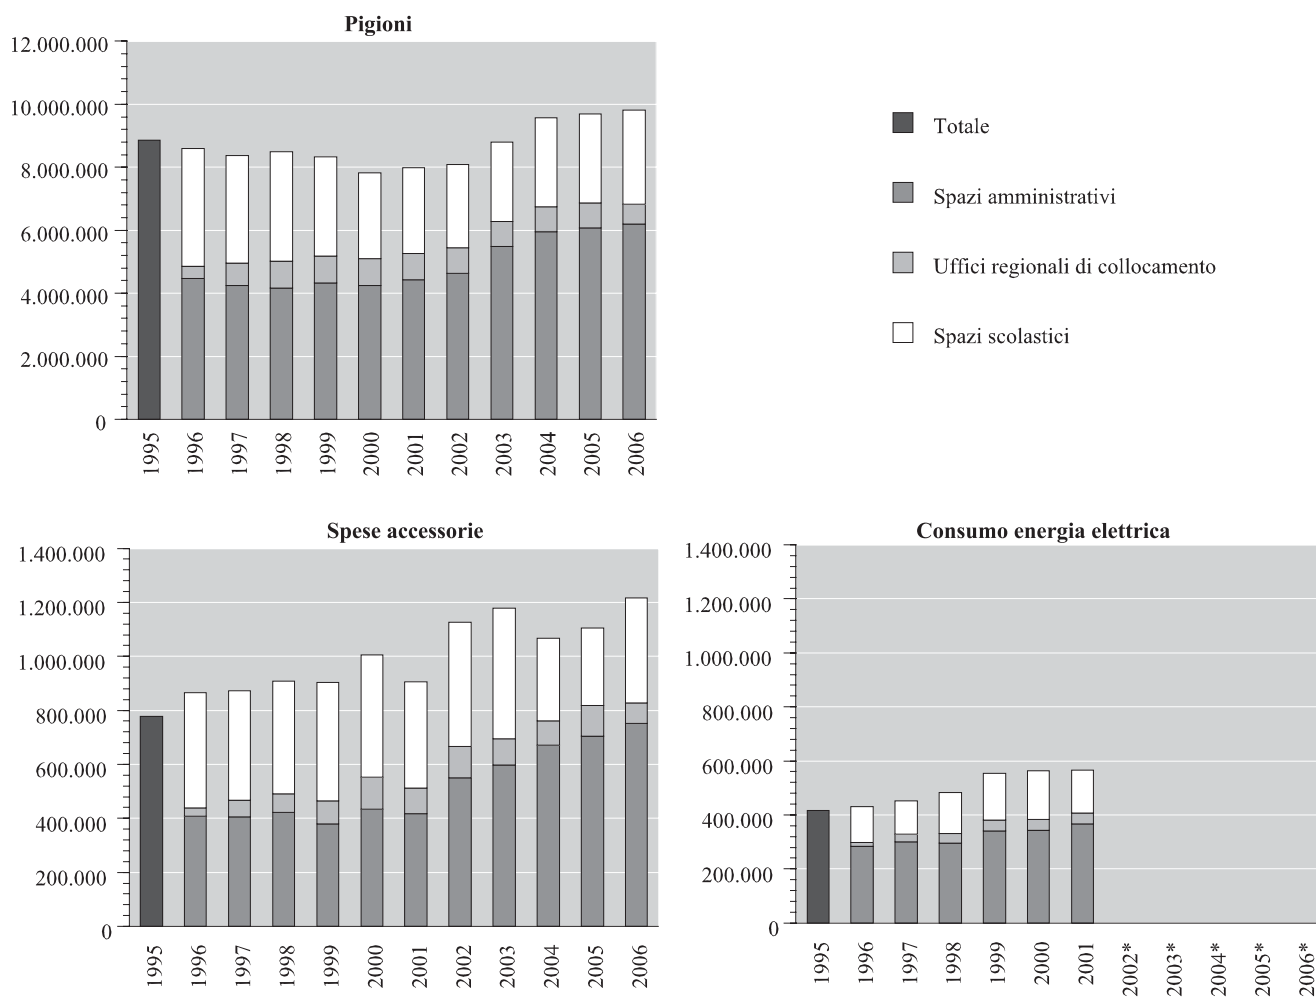 Pigioni
12.000.000
10.000.000
8.000.000
6.000.000
4.000.000
2.000.000
0
1995 1996 1997 1998 1999 2000 2001 2002 2003 2004 2005 2006
Totale
Spazi amministrativi
Uffici regionali di collocamento
Spazi scolastici
Spese accessorie
1.400.000
1.200.000
1.000.000
800.000
600.000
400.000
200.000
0
1995 1996 1997 1998 1999 2000 2001 2002 2003 2004 2005 2006
Consumo energia elettrica
1.400.000
1.200.000
1.000.000
800.000
600.000
400.000
200.000
0
1995 1996 1997 1998 1999 2000 2001 2002* 2003* 2004* 2005* 2006*